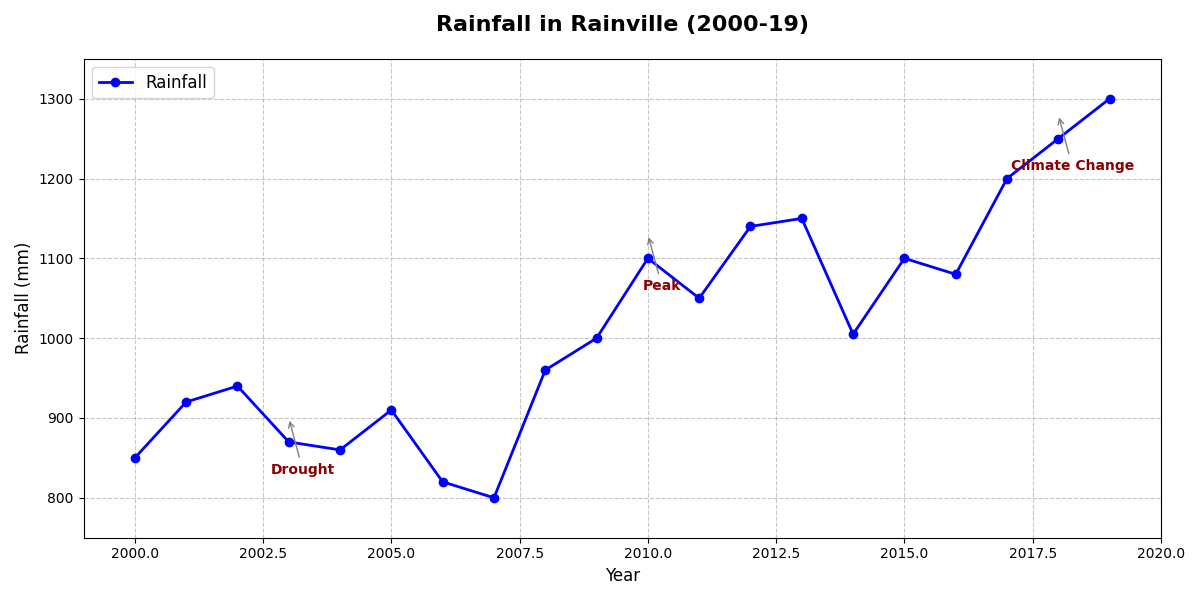 Rainfall in Rainville (2000-19)
Rainfall
1300
1200
1100
1000
900
800
Rainfall (mm)
Climate Change
Peak
Drought
2000.0 2002.5 2005.0 2007.5 2010.0 2012.5 2015.0 2017.5 2020.0
Year